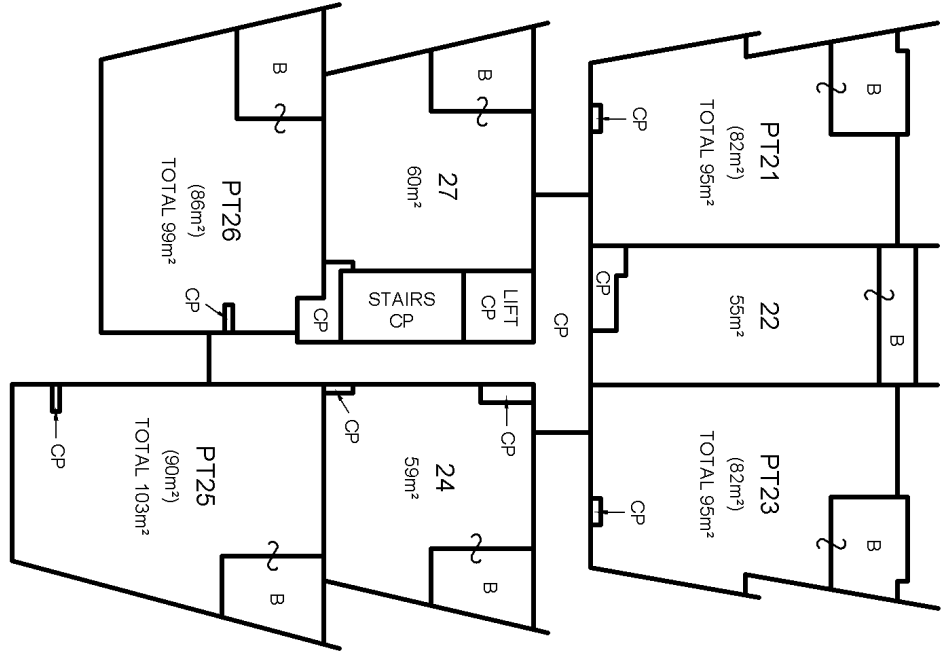 B
PT21
(82m²)
TOTAL 95m²
CP
B
22
55m²
CP
B
PT23
(82m²)
TOTAL 95m²
CP
CP
B
27
60m²
LIFT
CP
STAIRS
CP
CP
CP
24
59m²
CP
B
B
PT26
(86m²)
TOTAL 99m²
CP
PT25
(90m²)
TOTAL 103m²
CP
B